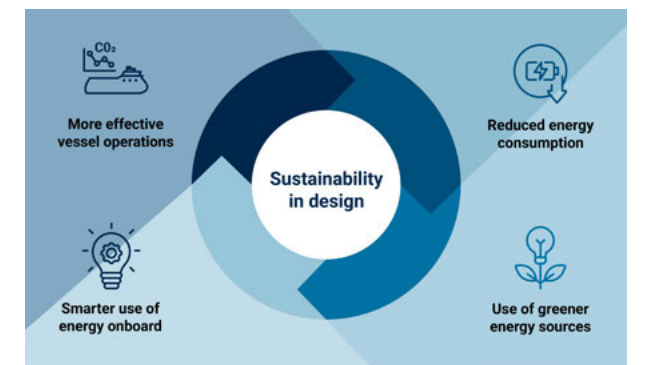 CO₂
More effective
vessel operations
Reduced energy
consumption
Sustainability
in design
Smarter use of
energy onboard
Use of greener
energy sources